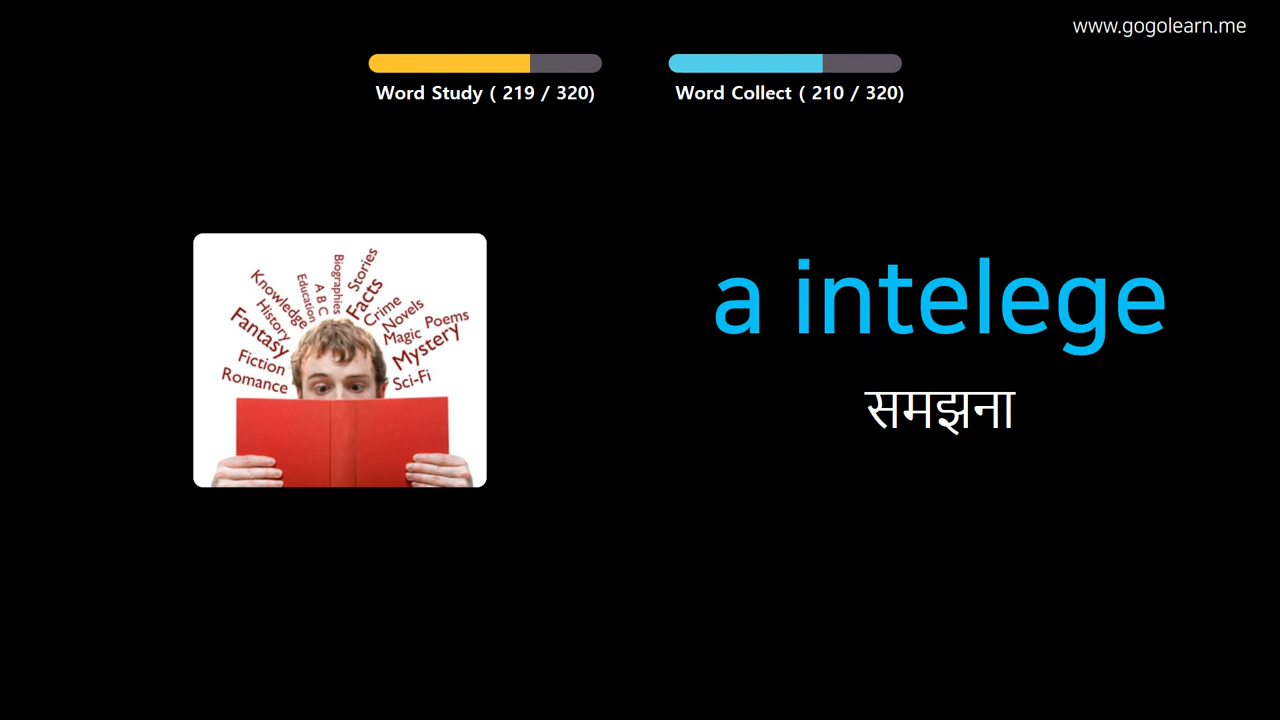 www.gogolearn.me
Word Study ( 219 / 320)
Word Collect ( 210 / 320)
Knowledge
History
Fantasy
Fiction
Romance
Education
A B C
Biographies
Stories
Facts
Crime
Novels
Magic
Poems
Mystery
Sci-Fi
a intelege
समझना